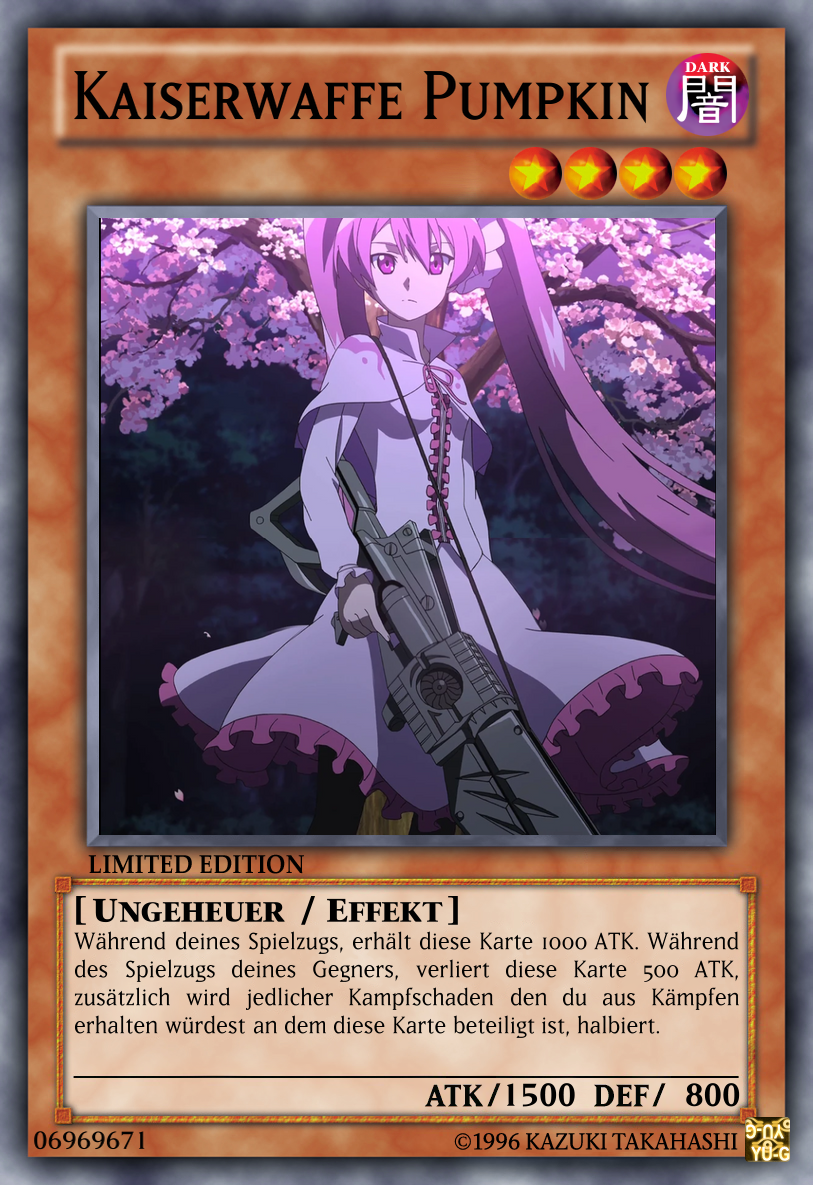 Kaiserwaffe Pumpkin
DARK
闇
LIMITED EDITION
[ Ungeheuer / Effekt ]
Während deines Spielzugs, erhält diese Karte 1000 ATK. Während
des Spielzugs deines Gegners, verliert diese Karte 500 ATK,
zusätzlich wird jedlicher Kampfschaden den du aus Kämpfen
erhalten würdest an dem diese Karte beteiligt ist, halbiert.
ATK/1500 DEF/ 800
06969671
©1996 KAZUKI TAKAHASHI